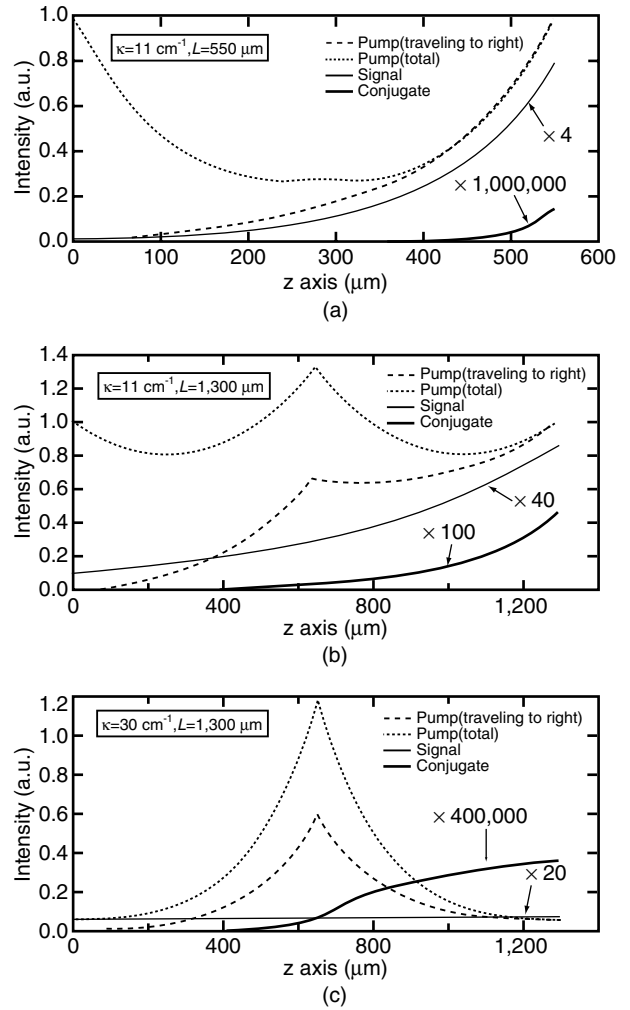 1.0
0.8
0.6
0.4
0.2
0.0
Intensity (a.u.)
κ=11 cm⁻¹,L=550 μm
Pump(traveling to right)
Pump(total)
Signal
Conjugate
× 4
× 1,000,000
0 100 200 300 400 500 600
z axis (μm)
(a)
1.4
1.2
1.0
0.8
0.6
0.4
0.2
0.0
Intensity (a.u.)
κ=11 cm⁻¹,L=1,300 μm
Pump(traveling to right)
Pump(total)
Signal
Conjugate
× 40
× 100
0 400 800 1,200
z axis (μm)
(b)
1.2
1.0
0.8
0.6
0.4
0.2
0.0
Intensity (a.u.)
κ=30 cm⁻¹,L=1,300 μm
Pump(traveling to right)
Pump(total)
Signal
Conjugate
× 400,000
× 20
0 400 800 1,200
z axis (μm)
(c)